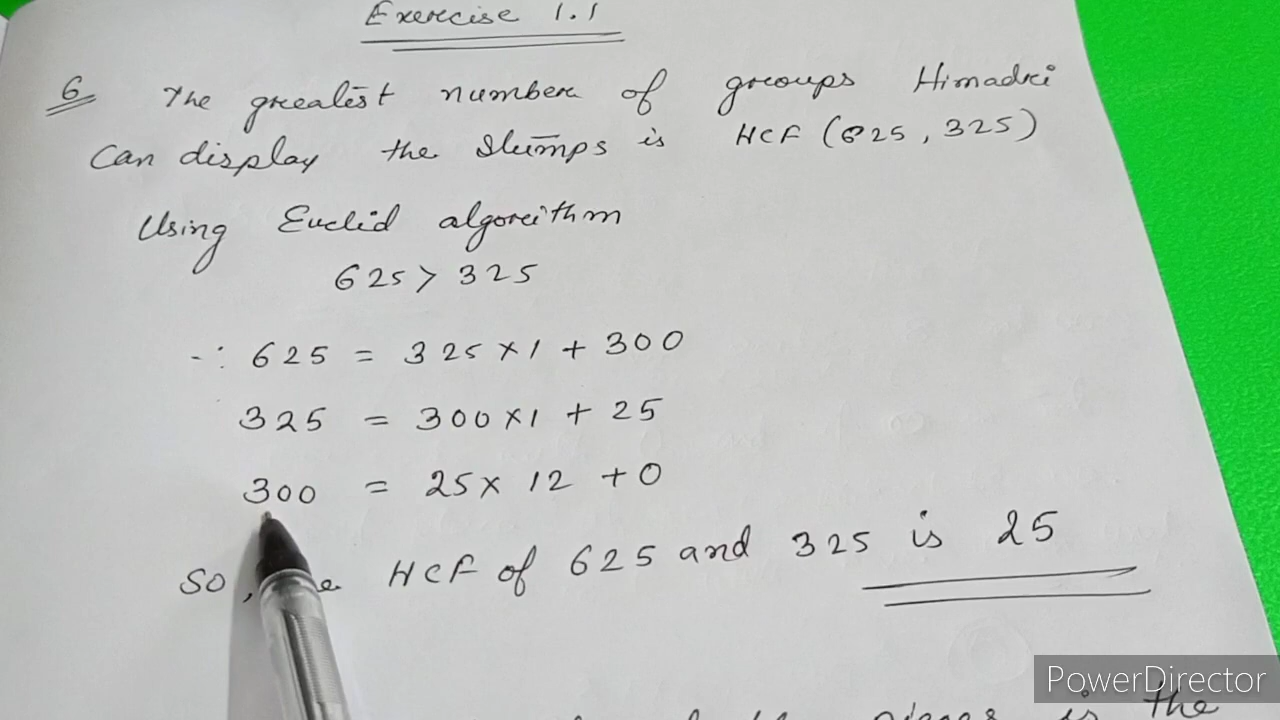 Exercise 1.1
6 The greatest number of groups Himadri
Can display the Stamps is HCF (625, 325)
Using Euclid algorithm
625 > 325
∴ 625 = 325 × 1 + 300
325 = 300 × 1 + 25
300 = 25 × 12 + 0
So, HCF of 625 and 325 is 25
is the
PowerDirector